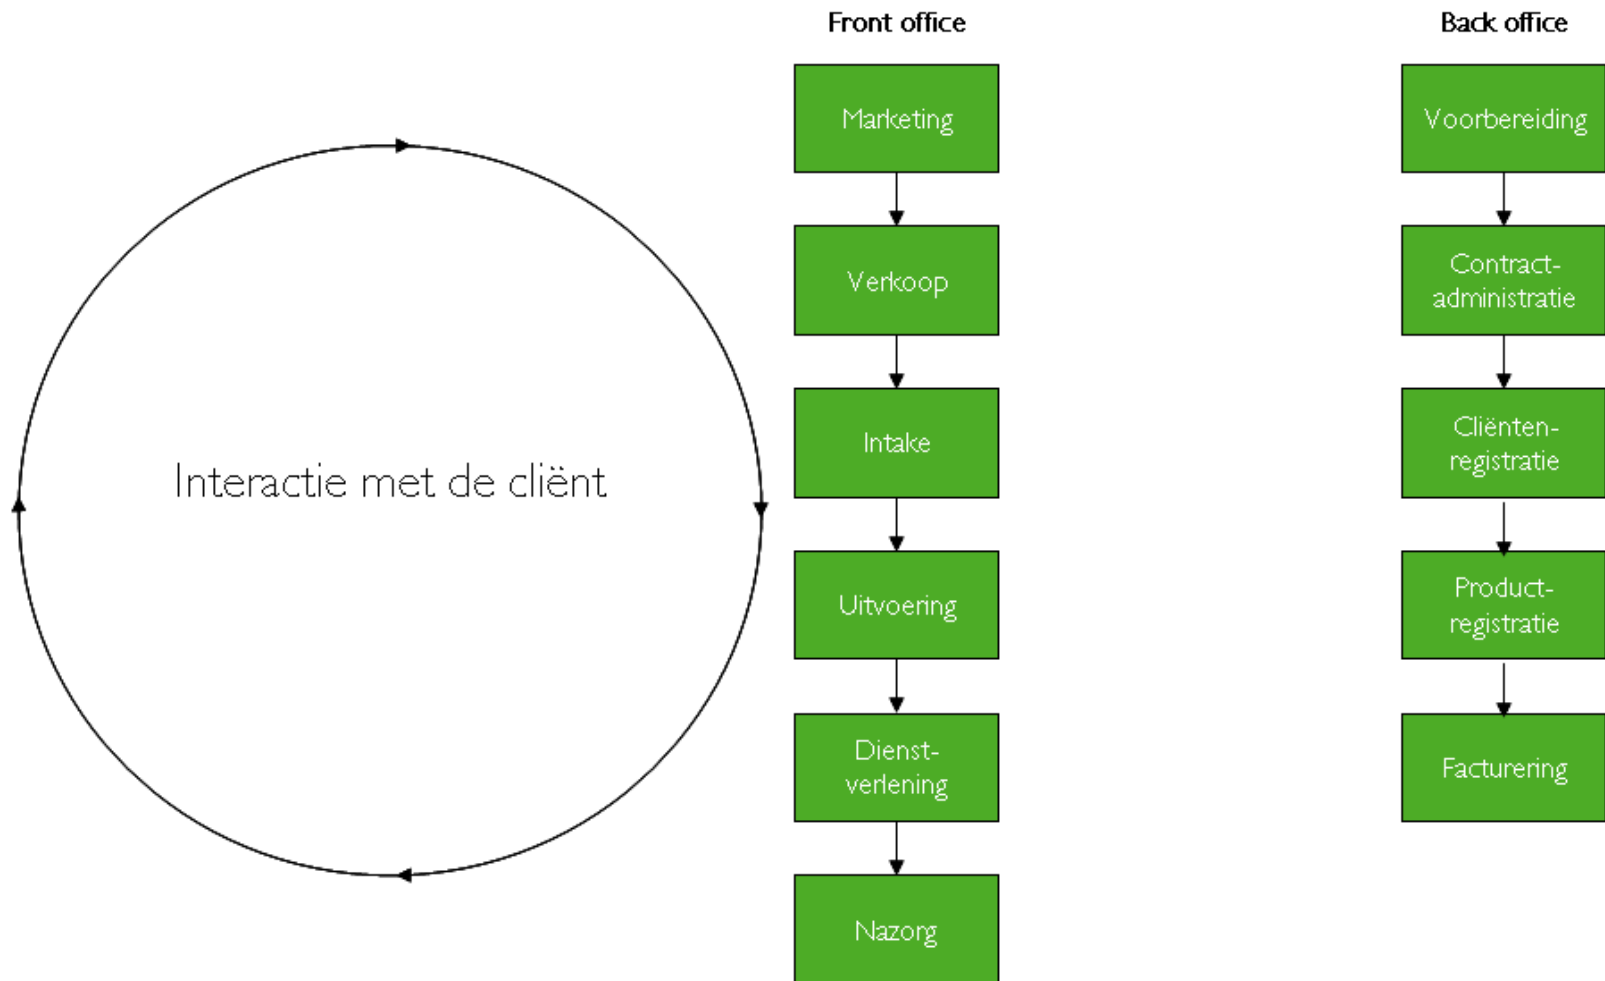 Front office
Back office
Marketing
Verkoop
Intake
Uitvoering
Dienst-
verlening
Nazorg
Voorbereiding
Contract-
administratie
Cliënten-
registratie
Product-
registratie
Facturering
Interactie met de cliënt